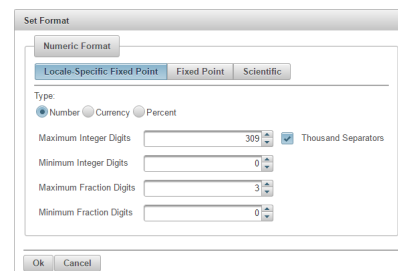 Set Format
Numeric Format
Locale-Specific Fixed Point Fixed Point Scientific
Type:
Number Currency Percent
Maximum Integer Digits 309 Thousand Separators
Minimum Integer Digits 0
Maximum Fraction Digits 3
Minimum Fraction Digits 0
Ok Cancel